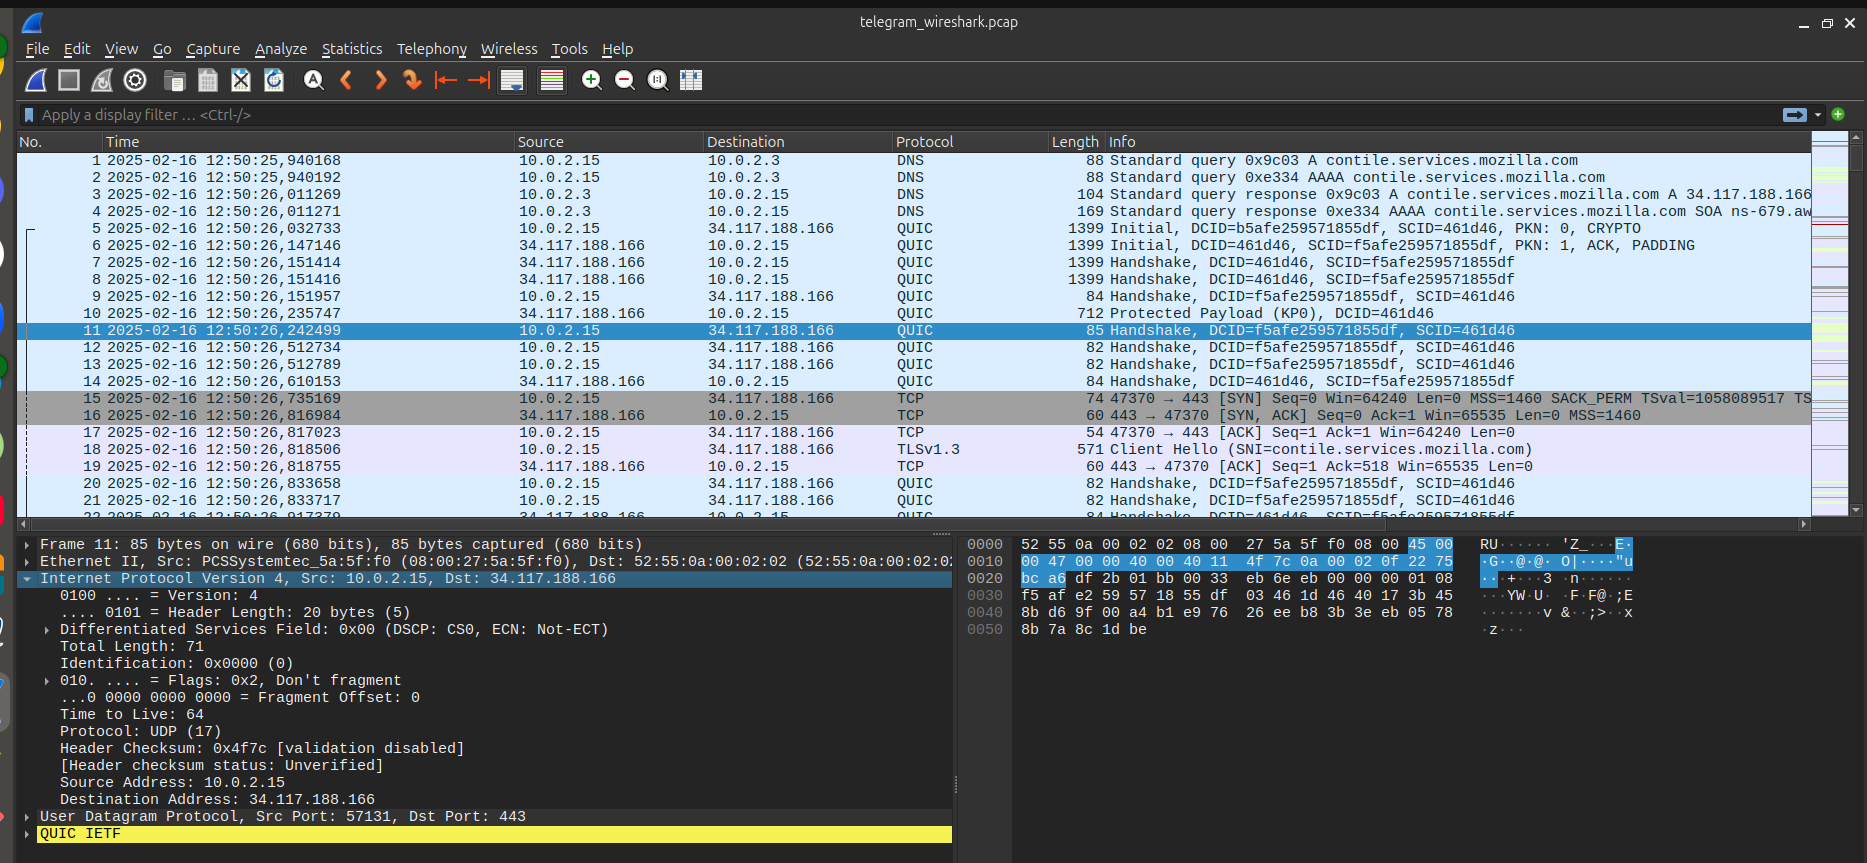 telegram_wireshark.pcap
File Edit View Go Capture Analyze Statistics Telephony Wireless Tools Help
Apply a display filter … <Ctrl-/>
No. Time Source Destination Protocol Length Info
1 2025-02-16 12:50:25,940168 10.0.2.15 10.0.2.3 DNS 88 Standard query 0x9c03 A contile.services.mozilla.com
2 2025-02-16 12:50:25,940192 10.0.2.15 10.0.2.3 DNS 88 Standard query 0xe334 AAAA contile.services.mozilla.com
3 2025-02-16 12:50:26,011269 10.0.2.3 10.0.2.15 DNS 104 Standard query response 0x9c03 A contile.services.mozilla.com A 34.117.188.166
4 2025-02-16 12:50:26,011271 10.0.2.3 10.0.2.15 DNS 169 Standard query response 0xe334 AAAA contile.services.mozilla.com SOA ns-679.aw
5 2025-02-16 12:50:26,032733 10.0.2.15 34.117.188.166 QUIC 1399 Initial, DCID=b5afe259571855df, SCID=461d46, PKN: 0, CRYPTO
6 2025-02-16 12:50:26,147146 34.117.188.166 10.0.2.15 QUIC 1399 Initial, DCID=461d46, SCID=f5afe259571855df, PKN: 1, ACK, PADDING
7 2025-02-16 12:50:26,151414 34.117.188.166 10.0.2.15 QUIC 1399 Handshake, DCID=461d46, SCID=f5afe259571855df
8 2025-02-16 12:50:26,151416 34.117.188.166 10.0.2.15 QUIC 1399 Handshake, DCID=461d46, SCID=f5afe259571855df
9 2025-02-16 12:50:26,151957 10.0.2.15 34.117.188.166 QUIC 84 Handshake, DCID=f5afe259571855df, SCID=461d46
10 2025-02-16 12:50:26,235747 34.117.188.166 10.0.2.15 QUIC 712 Protected Payload (KP0), DCID=461d46
11 2025-02-16 12:50:26,242499 10.0.2.15 34.117.188.166 QUIC 85 Handshake, DCID=f5afe259571855df, SCID=461d46
12 2025-02-16 12:50:26,512734 10.0.2.15 34.117.188.166 QUIC 82 Handshake, DCID=f5afe259571855df, SCID=461d46
13 2025-02-16 12:50:26,512789 10.0.2.15 34.117.188.166 QUIC 82 Handshake, DCID=f5afe259571855df, SCID=461d46
14 2025-02-16 12:50:26,610153 34.117.188.166 10.0.2.15 QUIC 84 Handshake, DCID=461d46, SCID=f5afe259571855df
15 2025-02-16 12:50:26,735169 10.0.2.15 34.117.188.166 TCP 74 47370 → 443 [SYN] Seq=0 Win=64240 Len=0 MSS=1460 SACK_PERM TSval=1058089517 TS
16 2025-02-16 12:50:26,816984 34.117.188.166 10.0.2.15 TCP 60 443 → 47370 [SYN, ACK] Seq=0 Ack=1 Win=65535 Len=0 MSS=1460
17 2025-02-16 12:50:26,817023 10.0.2.15 34.117.188.166 TCP 54 47370 → 443 [ACK] Seq=1 Ack=1 Win=64240 Len=0
18 2025-02-16 12:50:26,818506 10.0.2.15 34.117.188.166 TLSv1.3 571 Client Hello (SNI=contile.services.mozilla.com)
19 2025-02-16 12:50:26,818755 34.117.188.166 10.0.2.15 TCP 60 443 → 47370 [ACK] Seq=1 Ack=518 Win=65535 Len=0
20 2025-02-16 12:50:26,833658 10.0.2.15 34.117.188.166 QUIC 82 Handshake, DCID=f5afe259571855df, SCID=461d46
21 2025-02-16 12:50:26,833717 10.0.2.15 34.117.188.166 QUIC 82 Handshake, DCID=f5afe259571855df, SCID=461d46
22 2025-02-16 12:50:26,917379 34.117.188.166 10.0.2.15 QUIC 84 Handshake, DCID=461d46, SCID=f5afe259571855df
Frame 11: 85 bytes on wire (680 bits), 85 bytes captured (680 bits)
Ethernet II, Src: PCSSystemtec_5a:5f:f0 (08:00:27:5a:5f:f0), Dst: 52:55:0a:00:02:02 (52:55:0a:00:02:02
Internet Protocol Version 4, Src: 10.0.2.15, Dst: 34.117.188.166
0100 .... = Version: 4
.... 0101 = Header Length: 20 bytes (5)
Differentiated Services Field: 0x00 (DSCP: CS0, ECN: Not-ECT)
Total Length: 71
Identification: 0x0000 (0)
010. .... = Flags: 0x2, Don't fragment
...0 0000 0000 0000 = Fragment Offset: 0
Time to Live: 64
Protocol: UDP (17)
Header Checksum: 0x4f7c [validation disabled]
[Header checksum status: Unverified]
Source Address: 10.0.2.15
Destination Address: 34.117.188.166
User Datagram Protocol, Src Port: 57131, Dst Port: 443
QUIC IETF
0000 52 55 0a 00 02 02 08 00 27 5a 5f f0 08 00 45 00 RU······ 'Z_···E·
0010 00 47 00 00 40 00 40 11 4f 7c 0a 00 02 0f 22 75 ·G··@·@· O|····"u
0020 bc a6 df 2b 01 bb 00 33 eb 6e eb 00 00 00 01 08 ···+···3 ·n······
0030 f5 af e2 59 57 18 55 df 03 46 1d 46 40 17 3b 45 ···YW·U· ·F·F@·;E
0040 8b d6 9f 00 a4 b1 e9 76 26 ee b8 3b 3e eb 05 78 ·······v &··;>··x
0050 8b 7a 8c 1d be ·z···